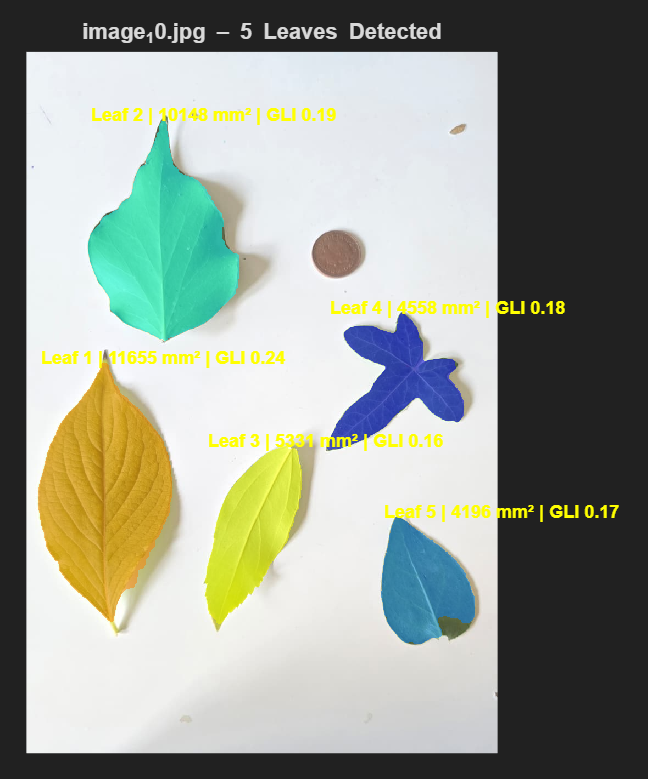 image₁0.jpg – 5 Leaves Detected
Leaf 2 | 10148 mm² | GLI 0.19
Leaf 4 | 4558 mm² | GLI 0.18
Leaf 1 | 11655 mm² | GLI 0.24
Leaf 3 | 5331 mm² | GLI 0.16
Leaf 5 | 4196 mm² | GLI 0.17